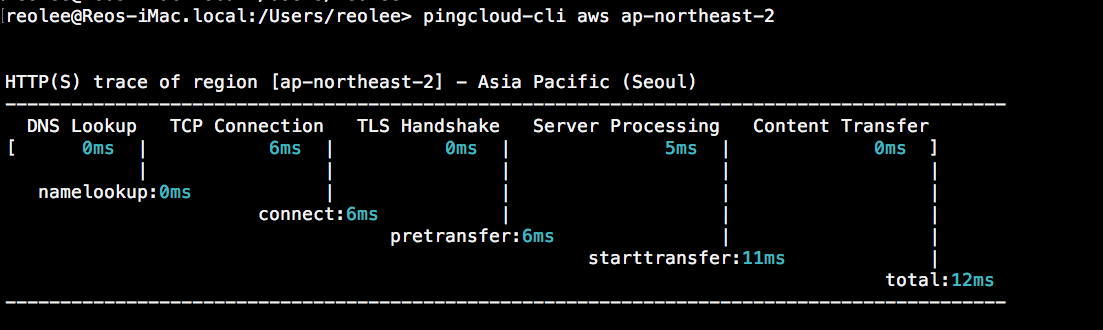 [reolee@Reos-iMac.local:/Users/reolee> pingcloud-cli aws ap-northeast-2
HTTP(S) trace of region [ap-northeast-2] - Asia Pacific (Seoul)
-------------------------------------------------------------------------------------------
  DNS Lookup   TCP Connection   TLS Handshake   Server Processing   Content Transfer
[      0ms  |           6ms  |          0ms  |              5ms  |             0ms  ]
            |                |               |                   |                  |
   namelookup:0ms            |               |                   |                  |
                       connect:6ms           |                   |                  |
                                   pretransfer:6ms               |                  |
                                                     starttransfer:11ms             |
                                                                                total:12ms
-------------------------------------------------------------------------------------------